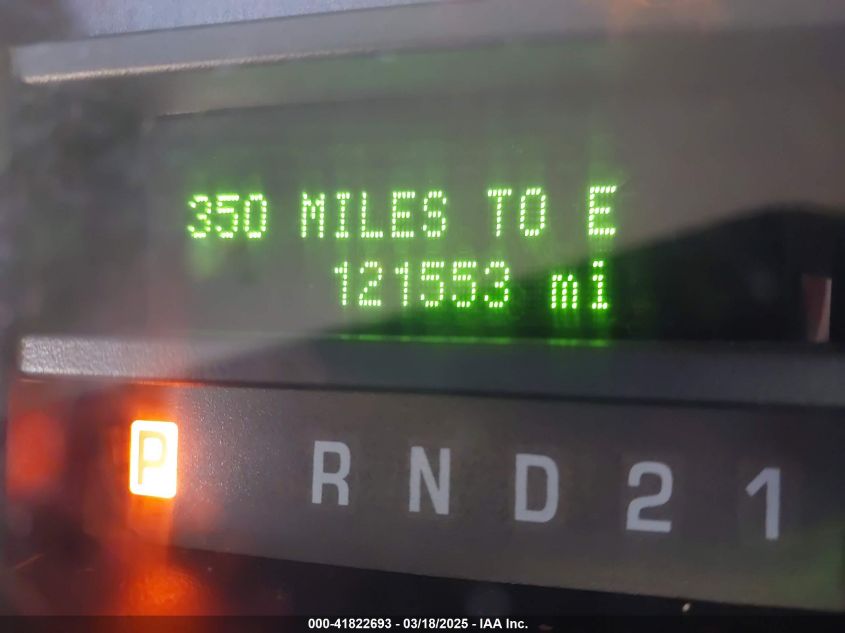 350 MILES TO E
121553 mi
P R N D 2 1
000-41822693 - 03/18/2025 - IAA Inc.